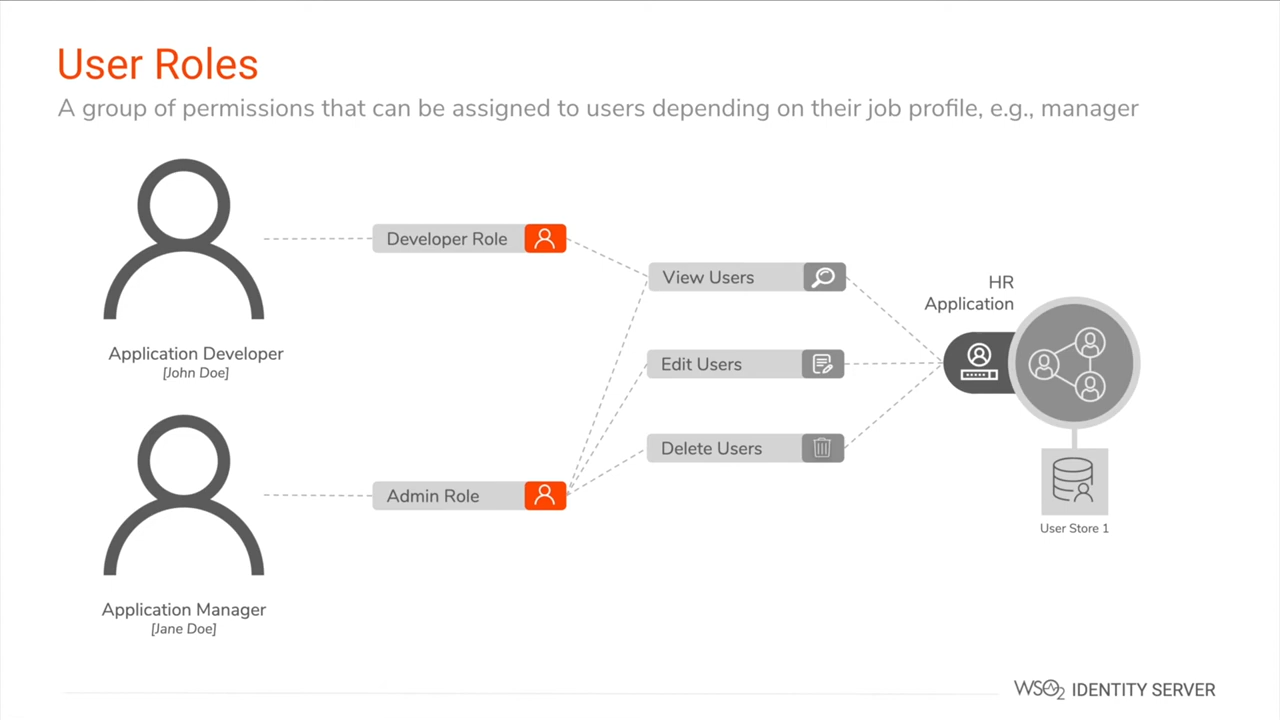 User Roles
A group of permissions that can be assigned to users depending on their job profile, e.g., manager
Developer Role
View Users
HR
Application
Application Developer
[John Doe]
Edit Users
Delete Users
Admin Role
User Store 1
Application Manager
[Jane Doe]
WSO2 IDENTITY SERVER